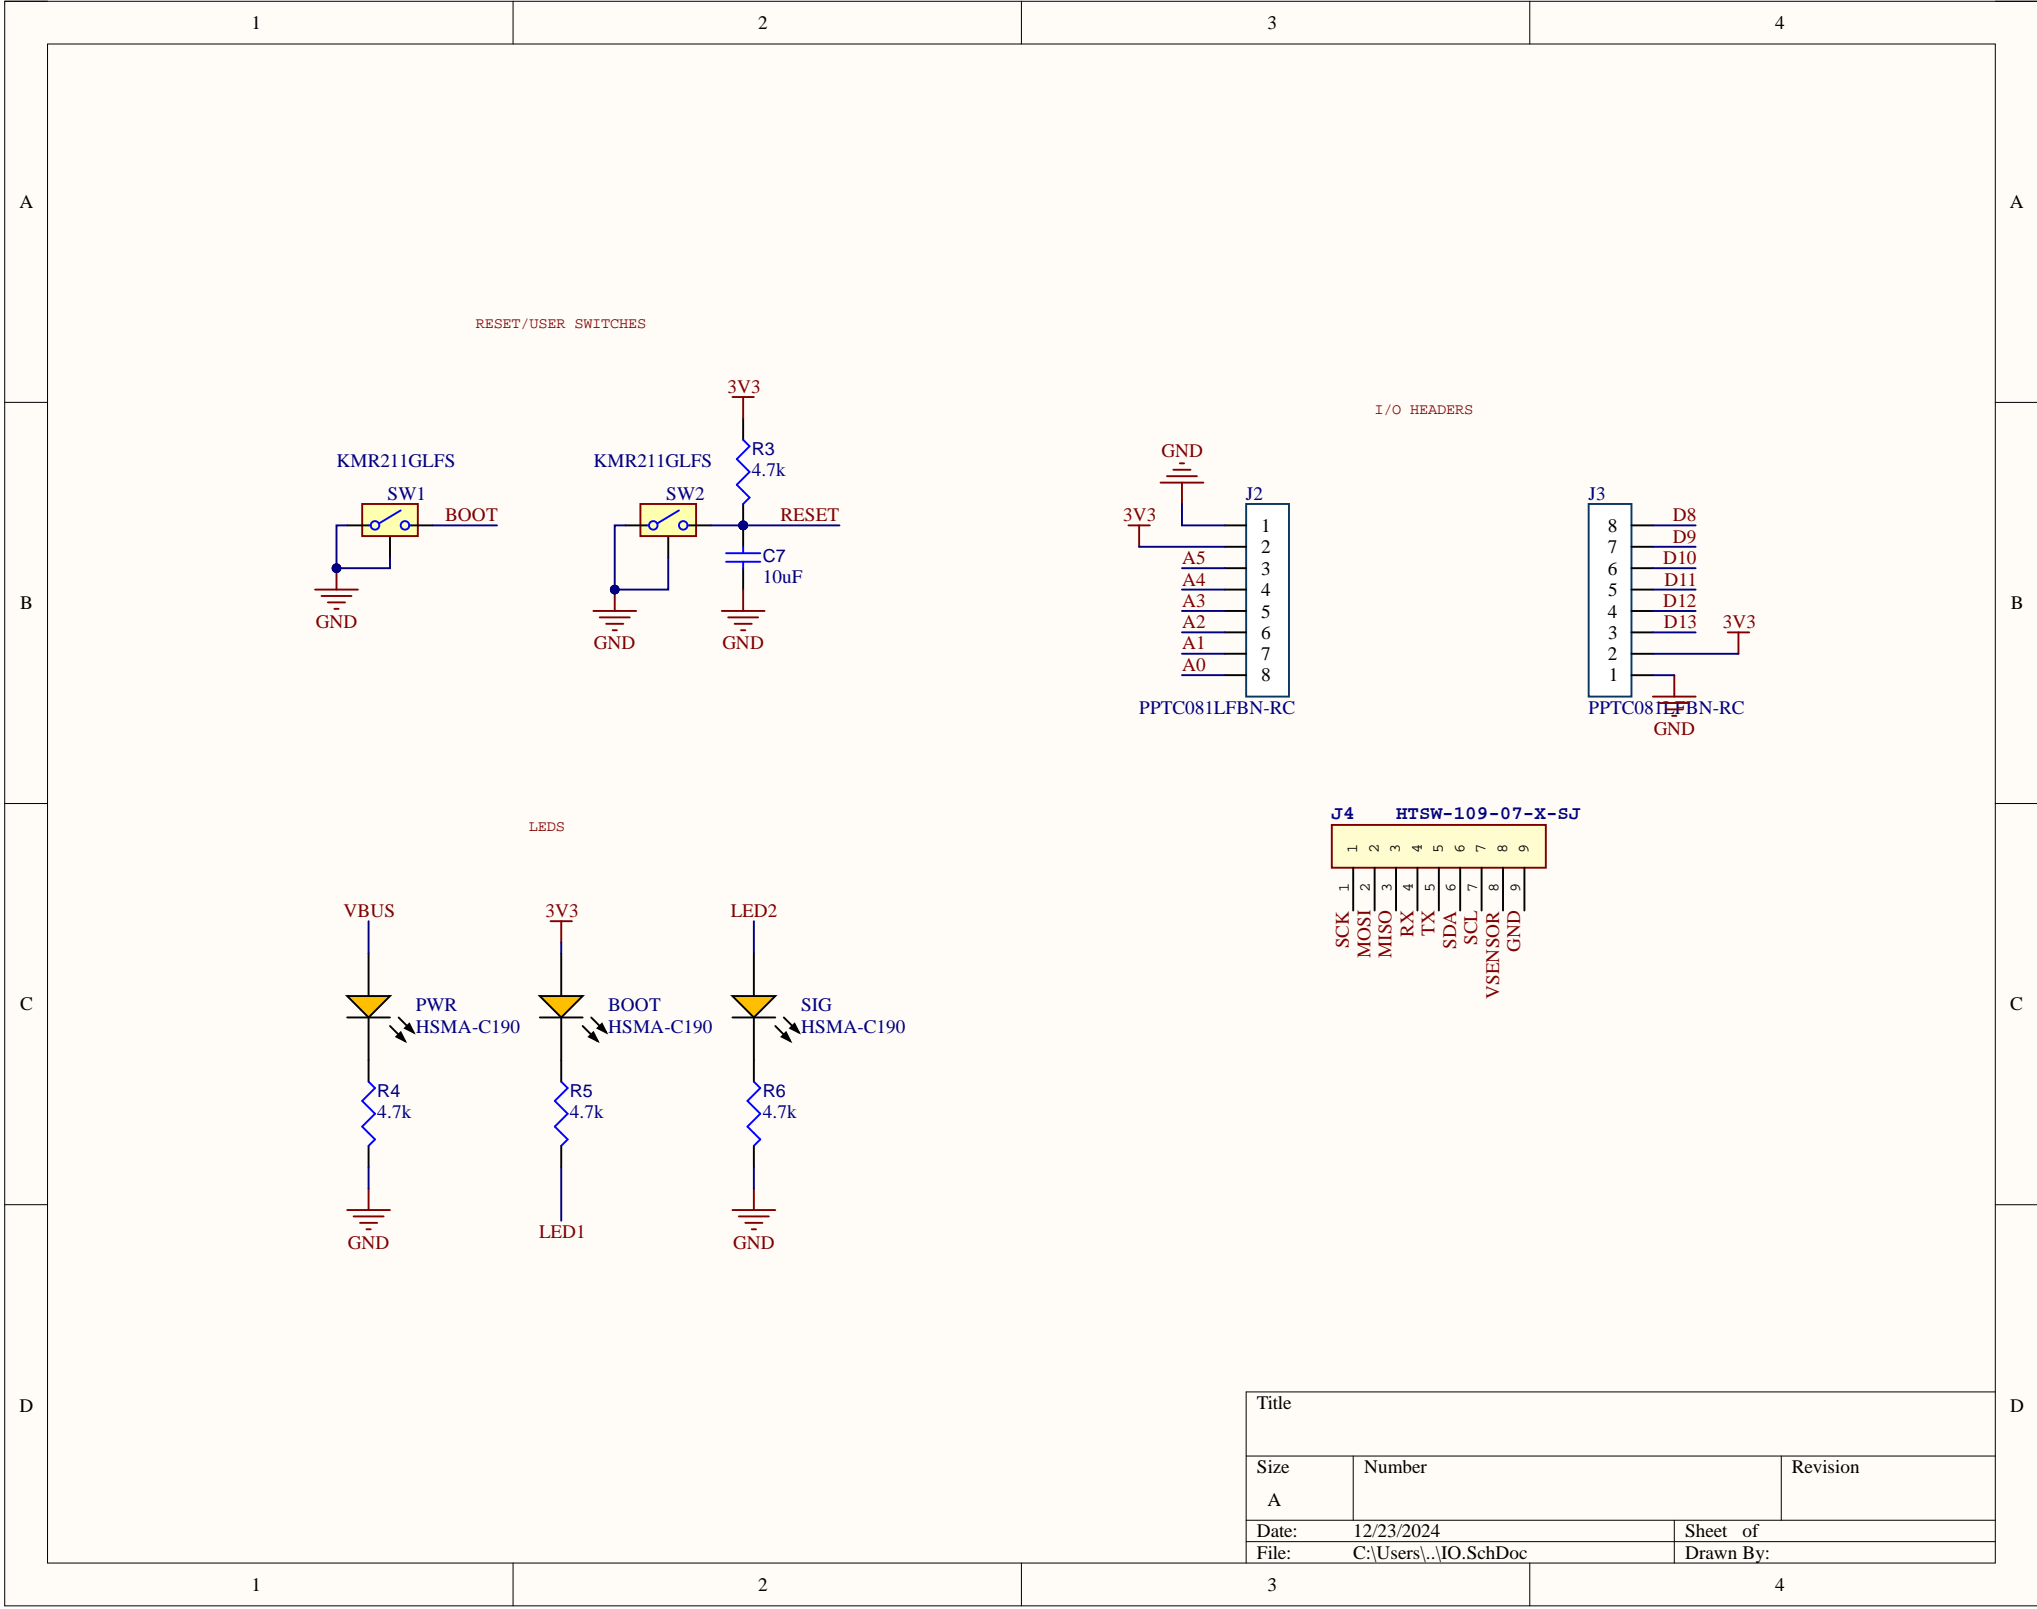 1 2 3 4
A A
RESET/USER SWITCHES
3V3
I/O HEADERS
R3
4.7k
KMR211GLFS
KMR211GLFS
SW1
SW2
BOOT
RESET
C7
10uF
GND
GND
GND
GND
J2
3V3
1
2
A5 3
A4 4
A3 5
A2 6
A1 7
A0 8
PPTC081LFBN-RC
J3
8 D8
7 D9
6 D10
5 D11
4 D12
3 D13
3V3
2
1
PPTC081LFBN-RC
GND
B B
LEDS
J4 HTSW-109-07-X-SJ
1 2 3 4 5 6 7 8 9
1 2 3 4 5 6 7 8 9
SCK
MOSI
MISO
RX
TX
SDA
SCL
VSENSOR
GND
VBUS
3V3
LED2
PWR
HSMA-C190
BOOT
HSMA-C190
SIG
HSMA-C190
C C
R4
4.7k
R5
4.7k
R6
4.7k
GND
LED1
GND
D D
Title
Size
A
Number
Revision
Date: 12/23/2024
Sheet of
File: C:\Users\..\IO.SchDoc
Drawn By:
1 2 3 4